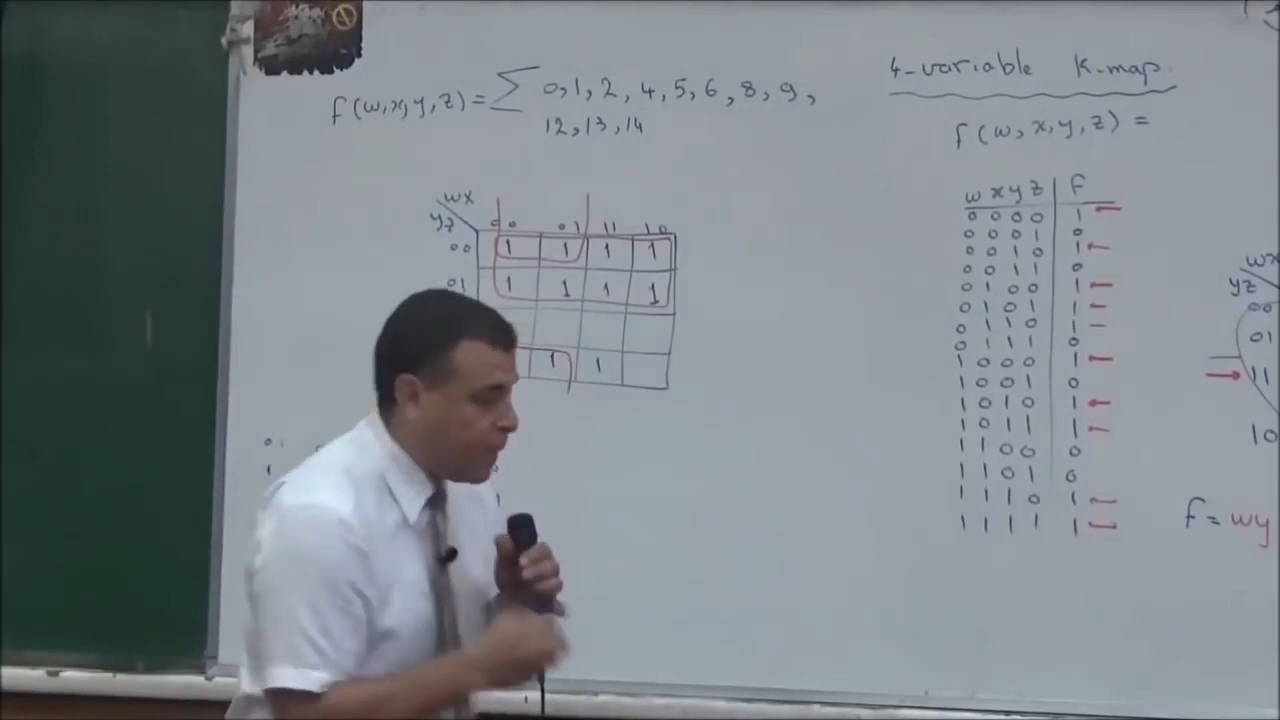 f(w,x,y,z) = ∑ 0,1,2,4,5,6,8,9,
12,13,14
wx
yz
00 01 11 10
00 1 1 1 1
01 1 1 1 1
1 1
4-variable K-map
f(w,x,y,z) =
w x y z f
0 0 0 0 1
0 0 0 1 0
0 0 1 0 1
0 0 1 1 0
0 1 0 0 1
0 1 0 1 1
0 1 1 0 1
0 1 1 1 0
1 0 0 0 1
1 0 0 1 0
1 0 1 0 1
1 0 1 1 1
1 1 0 0 0
1 1 0 1 0
1 1 1 0 1
1 1 1 1 1
wx
yz
00
01
11
10
f = wy